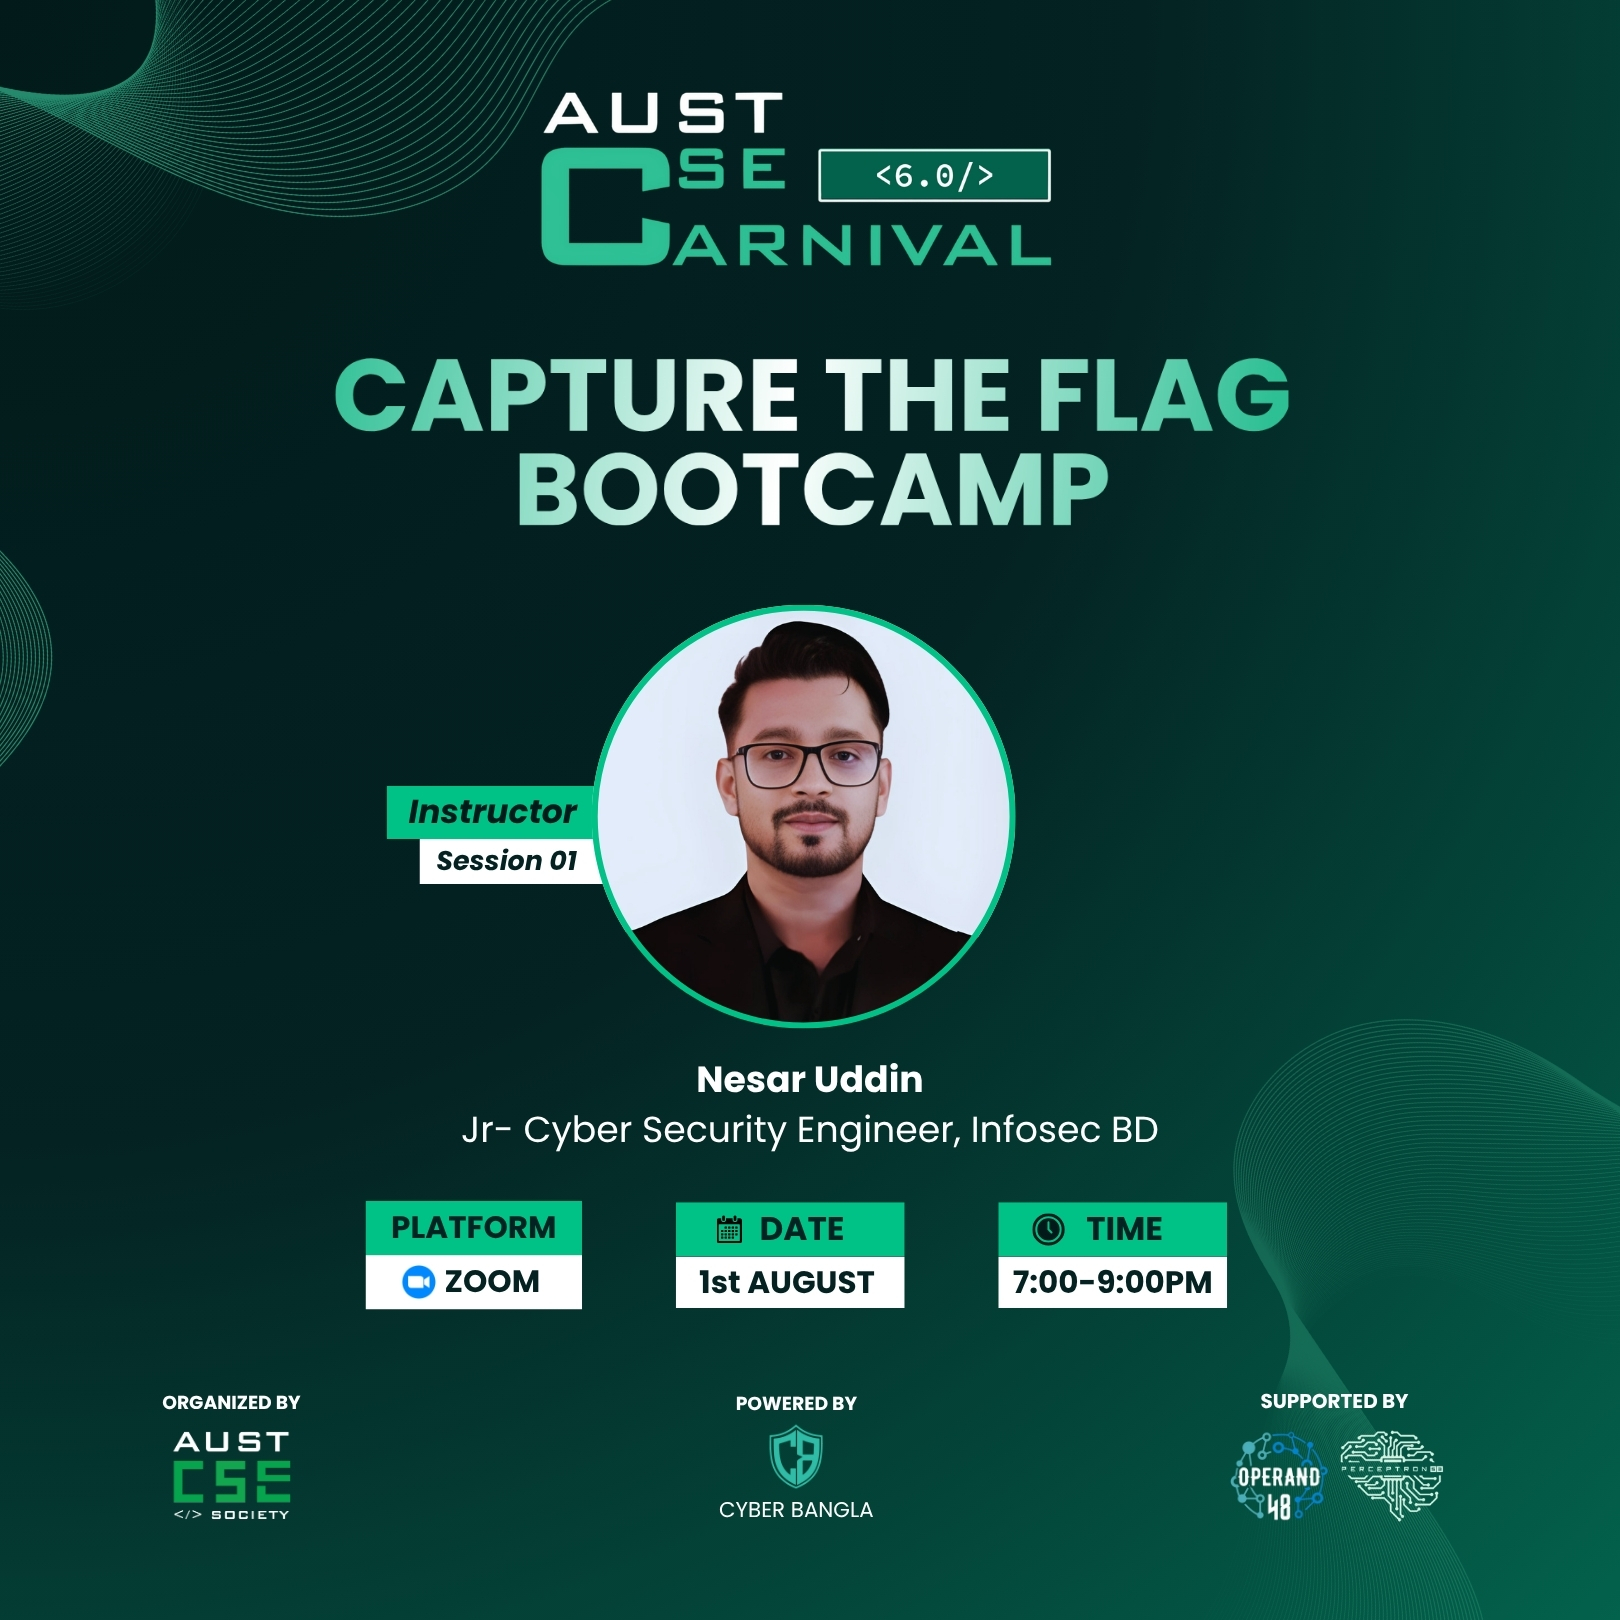 AUST
CSE <6.0/>
CARNIVAL
CAPTURE THE FLAG
BOOTCAMP
Instructor
Session 01
Nesar Uddin
Jr- Cyber Security Engineer, Infosec BD
PLATFORM
ZOOM
DATE
1st AUGUST
TIME
7:00-9:00PM
ORGANIZED BY
AUST
CSE
</> SOCIETY
POWERED BY
CB
CYBER BANGLA
SUPPORTED BY
OPERAND
48
PERCEPTRON